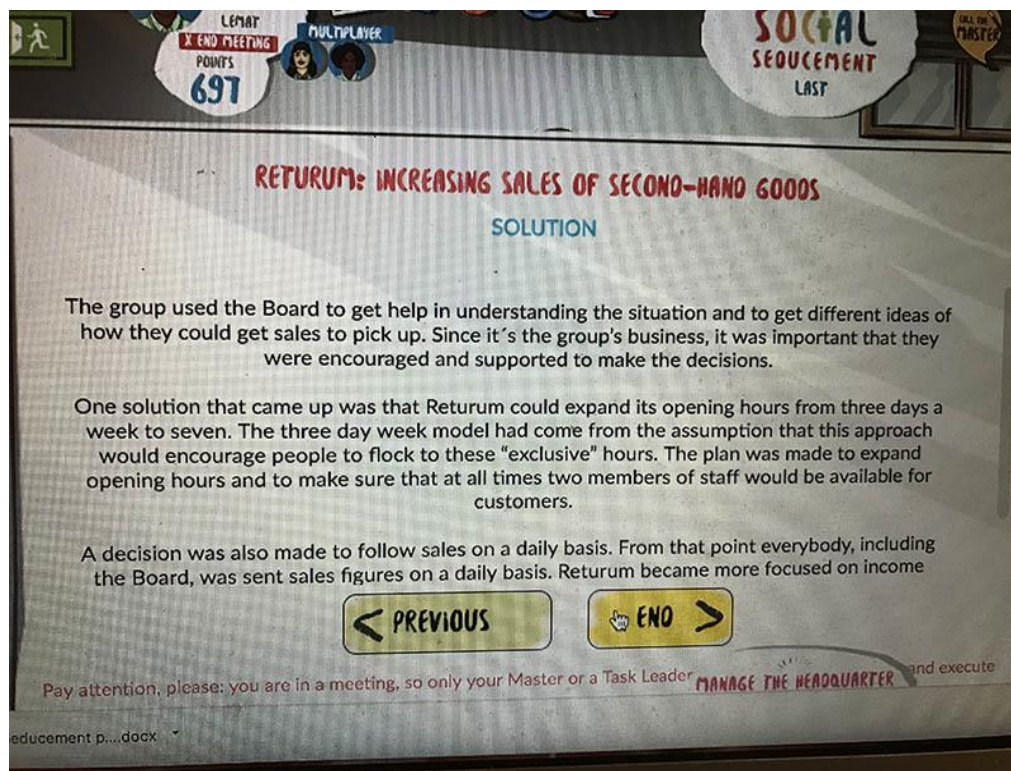 LEMAT
X END MEETING
POINTS
697
MULTIPLAYER
SOCIAL
SEDUCEMENT
LAST
MASTER
RETURUM: INCREASING SALES OF SECOND-HAND GOODS
SOLUTION
The group used the Board to get help in understanding the situation and to get different ideas of
how they could get sales to pick up. Since it´s the group's business, it was important that they
were encouraged and supported to make the decisions.
One solution that came up was that Returum could expand its opening hours from three days a
week to seven. The three day week model had come from the assumption that this approach
would encourage people to flock to these “exclusive” hours. The plan was made to expand
opening hours and to make sure that at all times two members of staff would be available for
customers.
A decision was also made to follow sales on a daily basis. From that point everybody, including
the Board, was sent sales figures on a daily basis. Returum became more focused on income
< PREVIOUS
END >
Pay attention, please: you are in a meeting, so only your Master or a Task Leader MANAGE THE HEADQUARTER and execute
educement p....docx